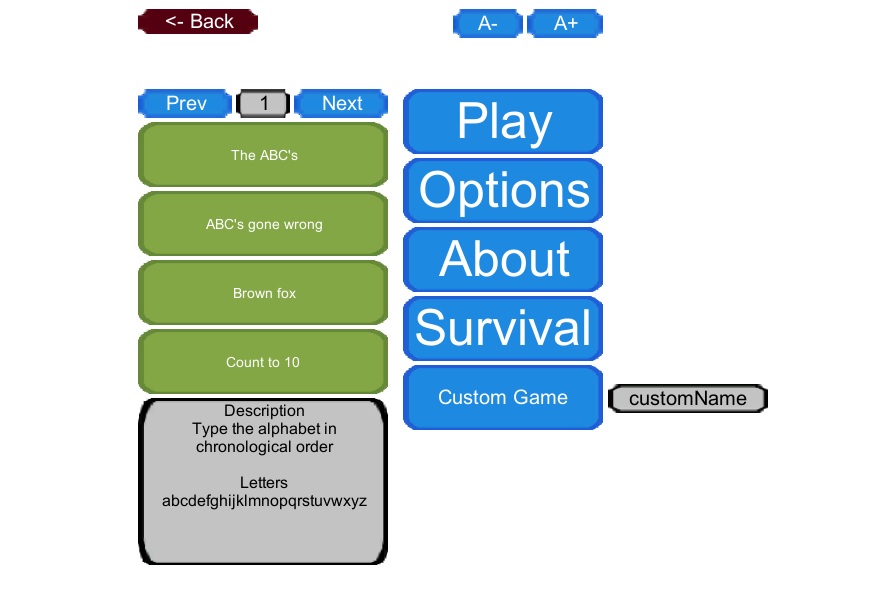 <- Back
A-
A+
Prev
1
Next
The ABC's
ABC's gone wrong
Brown fox
Count to 10
Description
Type the alphabet in
chronological order
Letters
abcdefghijklmnopqrstuvwxyz
Play
Options
About
Survival
Custom Game
customName